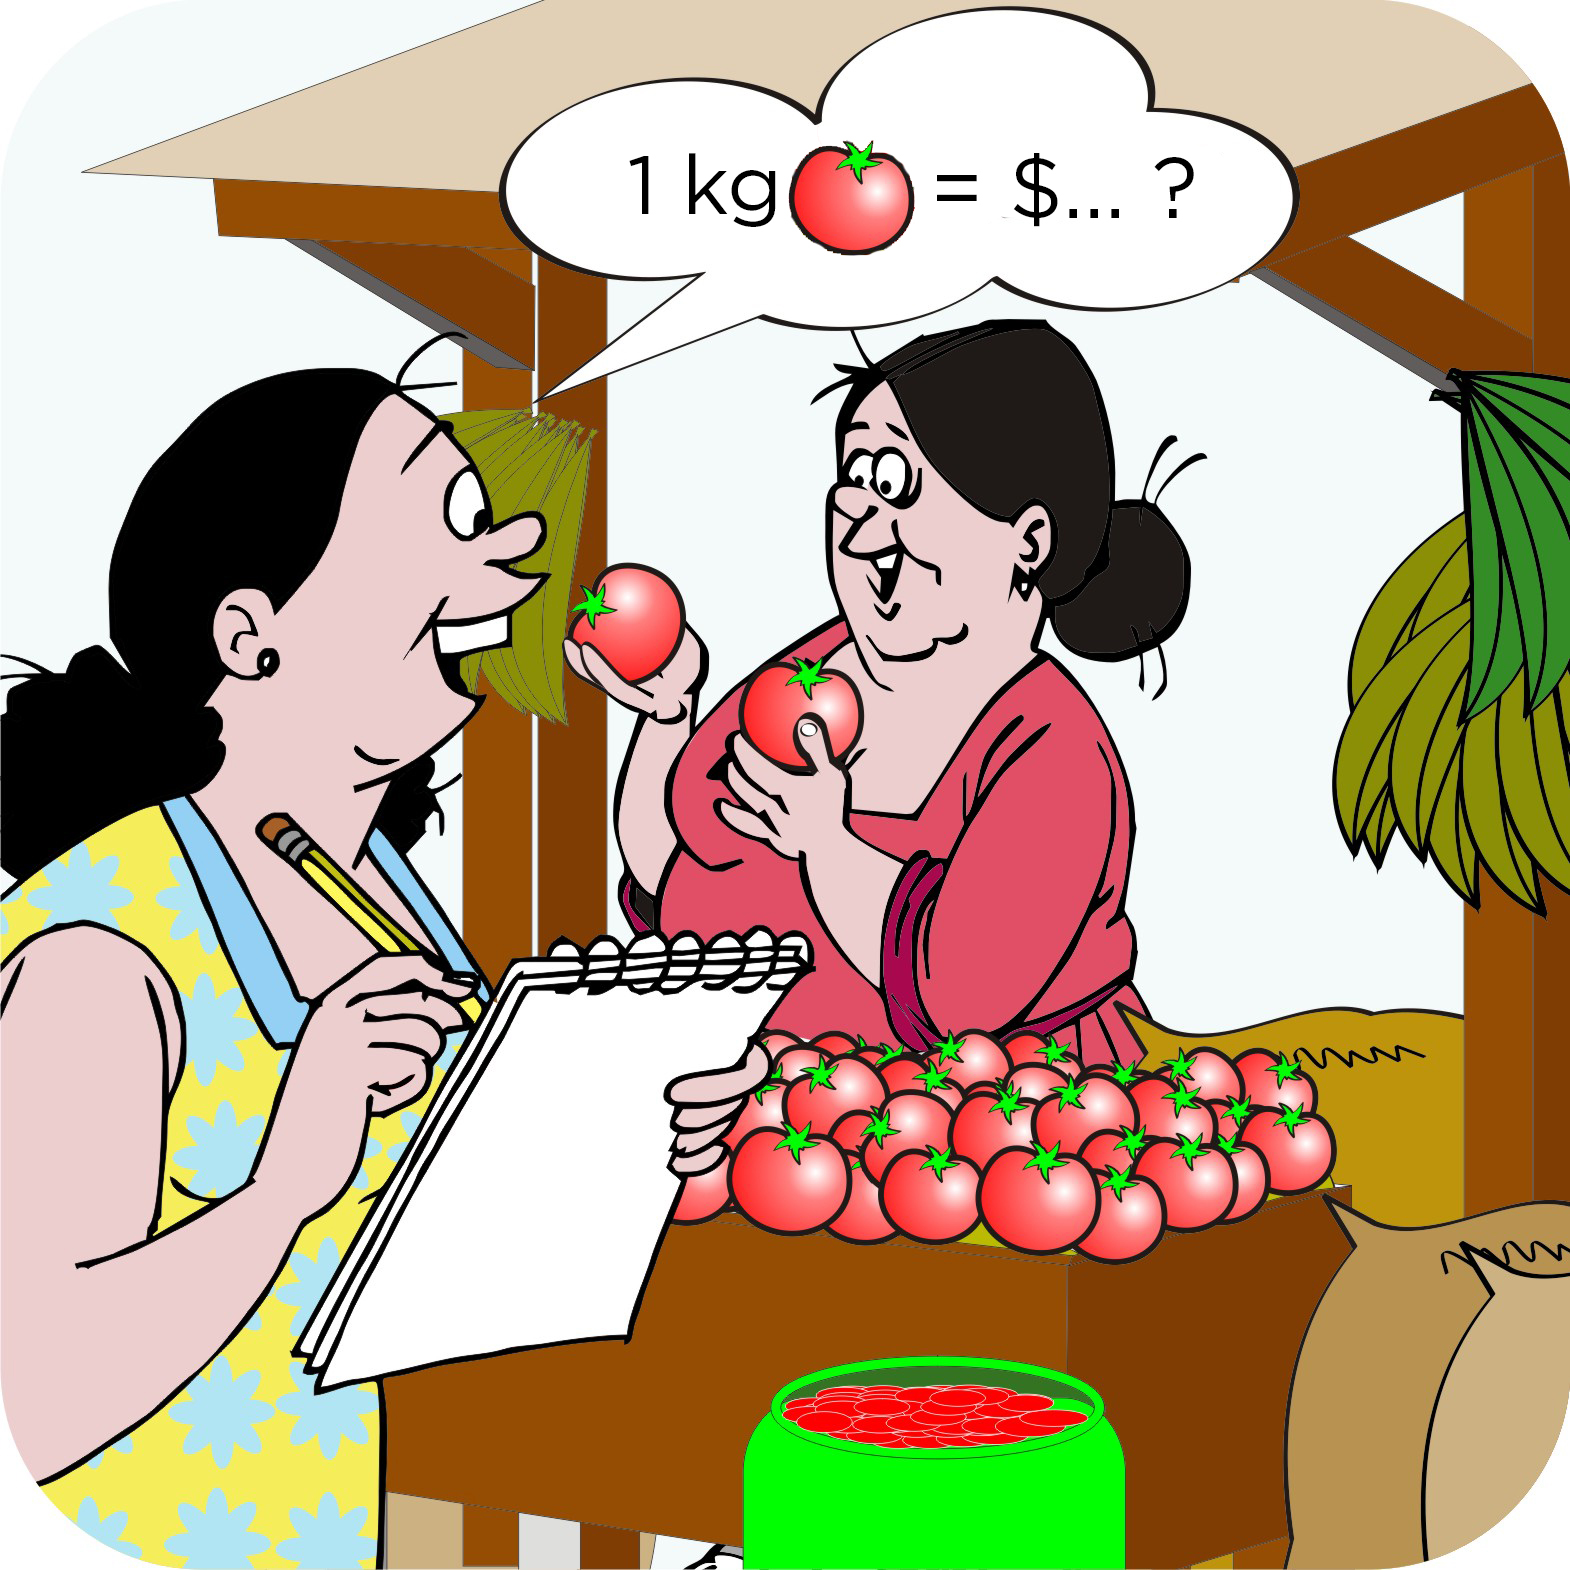 1 kg = $... ?